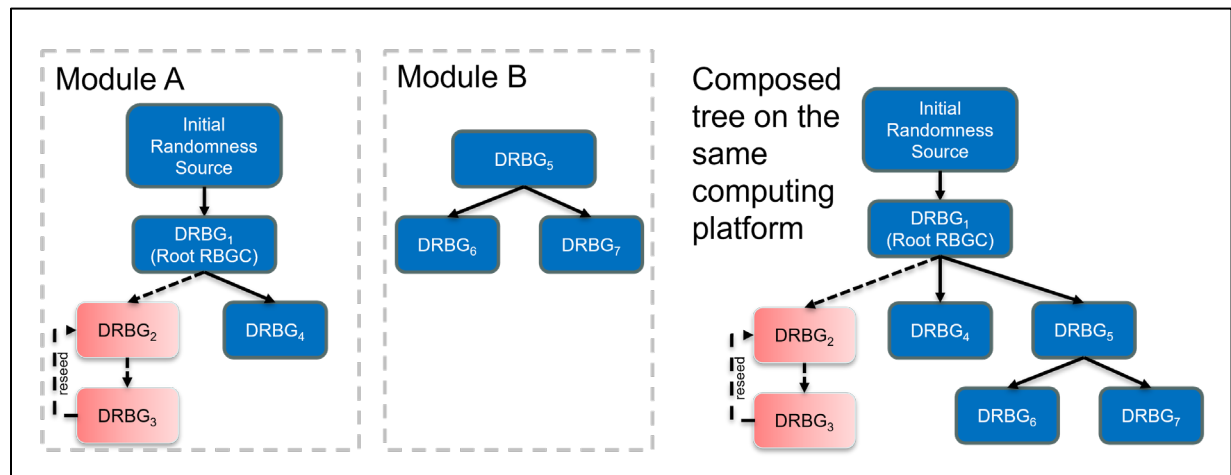 Module A
Initial
Randomness
Source
DRBG₁
(Root RBGC)
DRBG₂
DRBG₄
reseed
DRBG₃
Module B
DRBG₅
DRBG₆
DRBG₇
Composed
tree on the
same
computing
platform
Initial
Randomness
Source
DRBG₁
(Root RBGC)
DRBG₂
DRBG₄
DRBG₅
reseed
DRBG₃
DRBG₆
DRBG₇